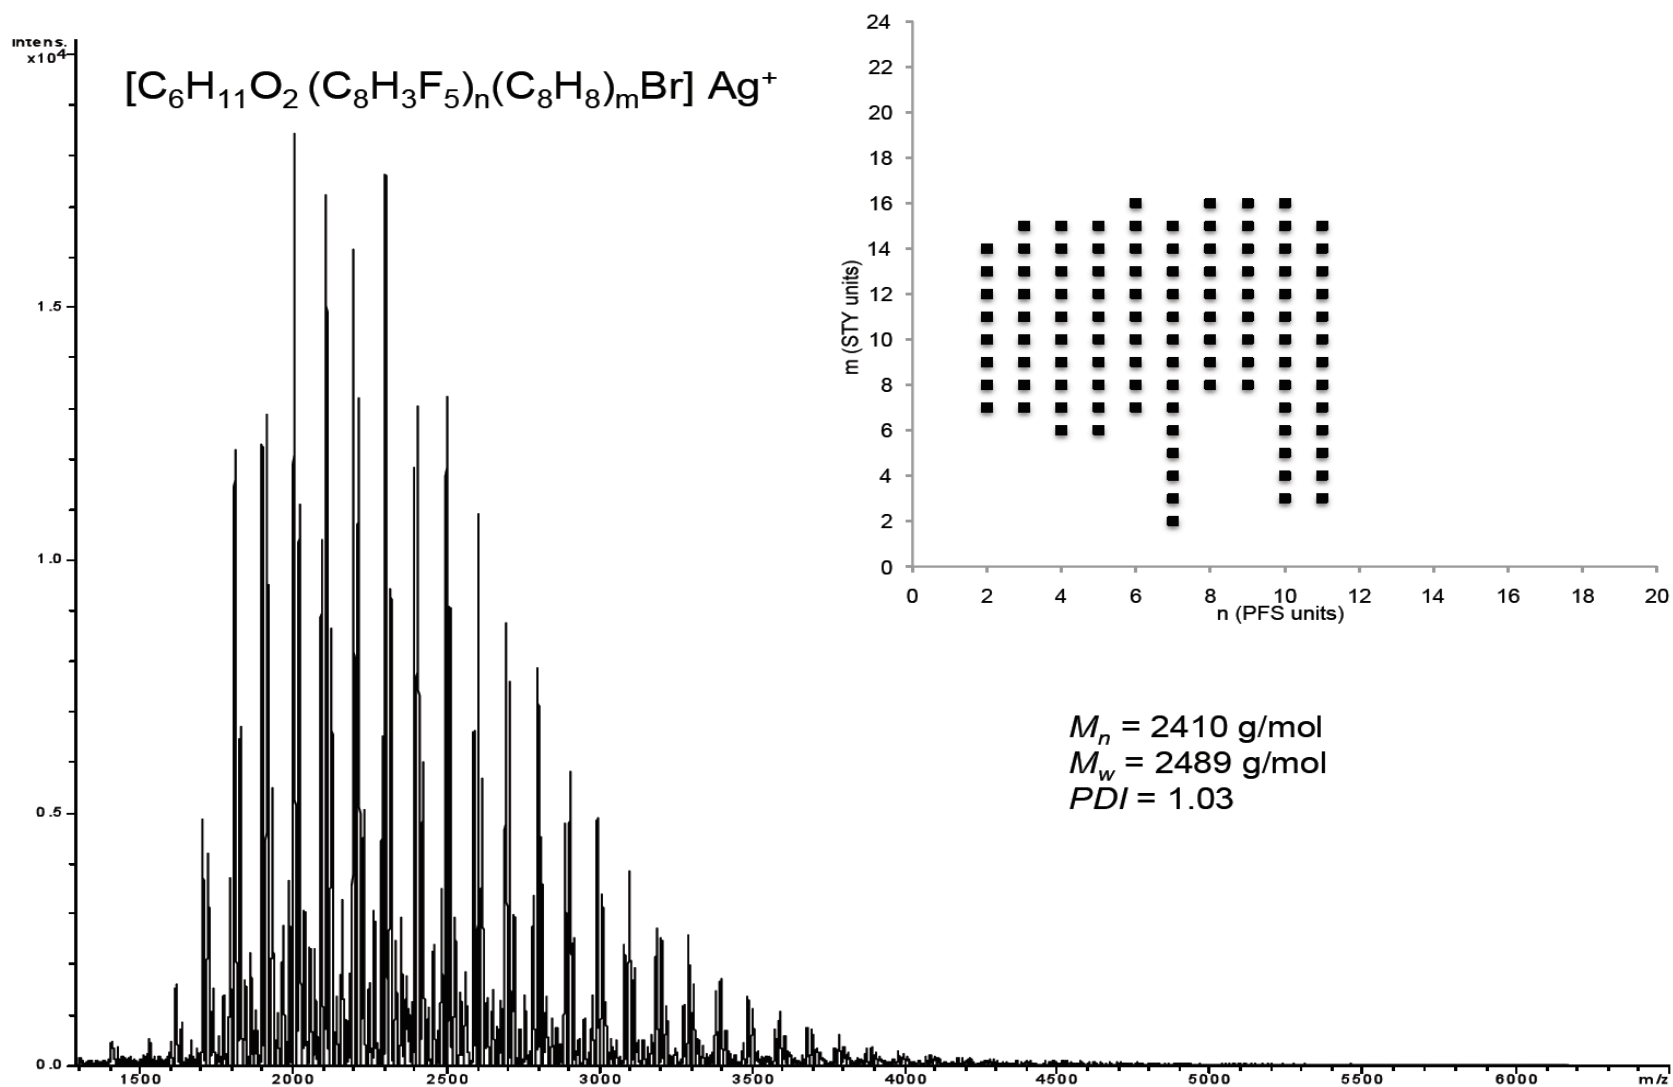 Intens.
x10⁴
[C₆H₁₁O₂ (C₈H₃F₅)ₙ(C₈H₈)ₘBr] Ag⁺
1.5
1.0
0.5
0.0
1500 2000 2500 3000 3500 4000 4500 5000 5500 6000 m/z
24
22
20
18
16
14
12
10
8
6
4
2
0
m (STY units)
0 2 4 6 8 10 12 14 16 18 20
n (PFS units)
Mₙ = 2410 g/mol
M_w = 2489 g/mol
PDI = 1.03